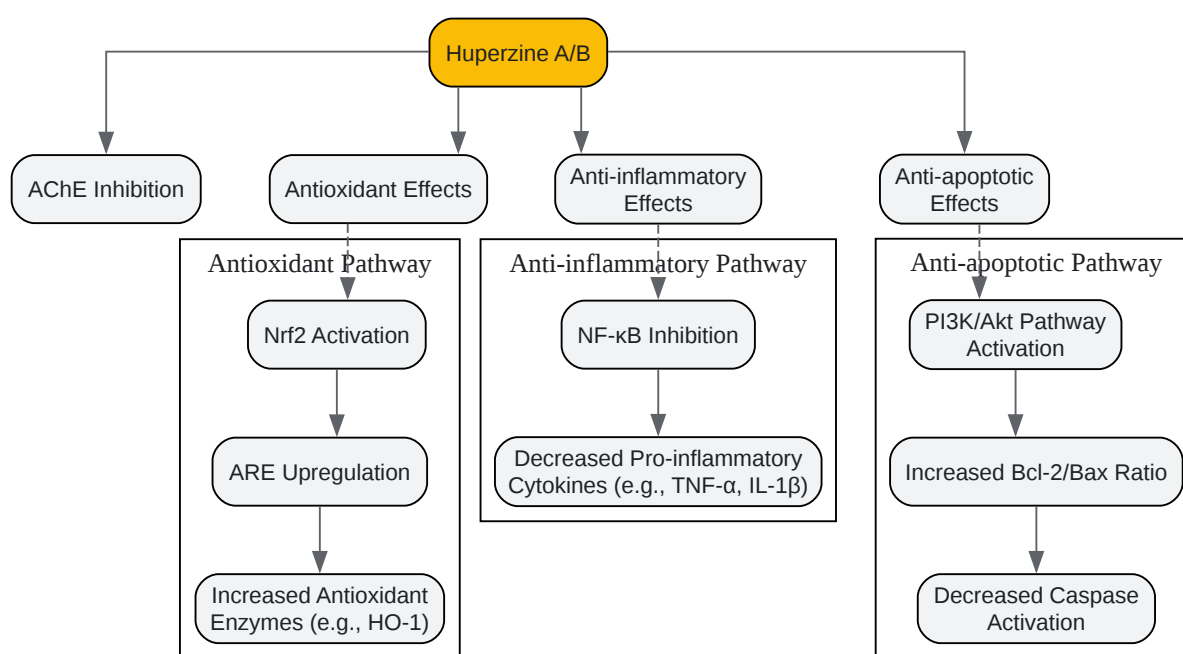 Huperzine A/B
AChE Inhibition
Antioxidant Effects
Anti-inflammatory
Effects
Anti-apoptotic
Effects
Antioxidant Pathway
Anti-inflammatory Pathway
Anti-apoptotic Pathway
Nrf2 Activation
NF-κB Inhibition
PI3K/Akt Pathway
Activation
ARE Upregulation
Decreased Pro-inflammatory
Cytokines (e.g., TNF-α, IL-1β)
Increased Bcl-2/Bax Ratio
Increased Antioxidant
Enzymes (e.g., HO-1)
Decreased Caspase
Activation